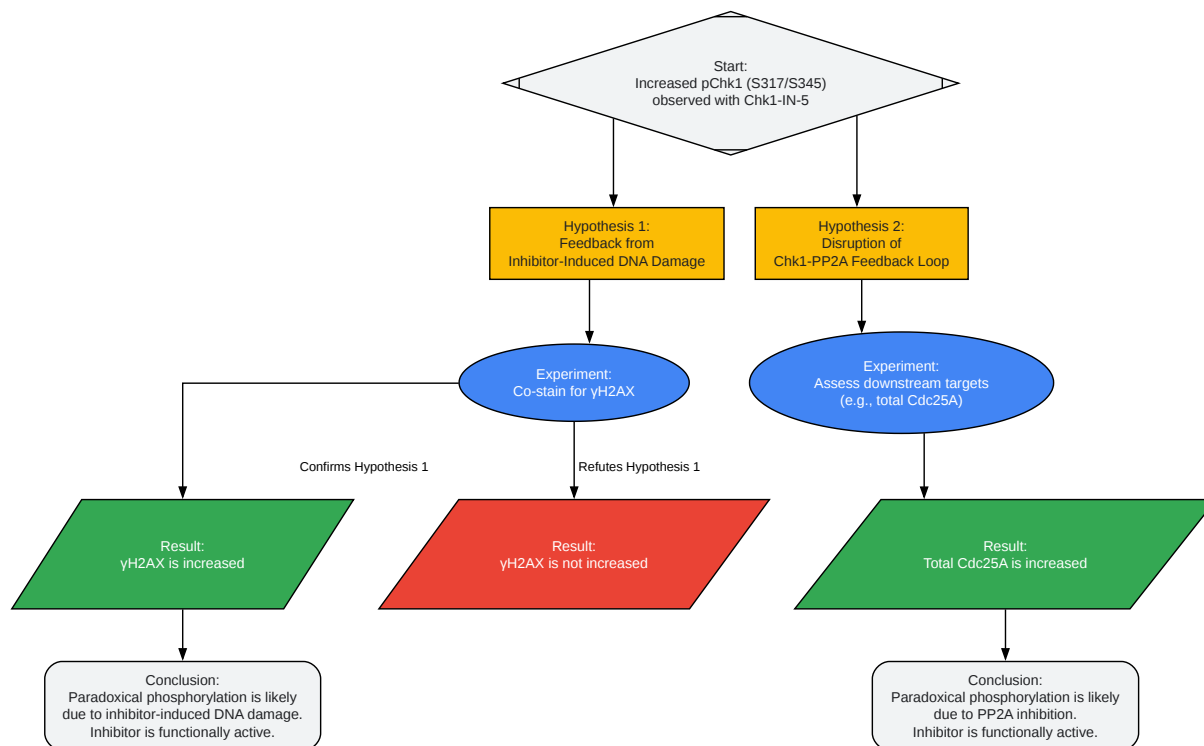 Start:
Increased pChk1 (S317/S345)
observed with Chk1-IN-5
Hypothesis 1:
Feedback from
Inhibitor-Induced DNA Damage
Hypothesis 2:
Disruption of
Chk1-PP2A Feedback Loop
Experiment:
Co-stain for γH2AX
Experiment:
Assess downstream targets
(e.g., total Cdc25A)
Confirms Hypothesis 1
Refutes Hypothesis 1
Result:
γH2AX is increased
Result:
γH2AX is not increased
Result:
Total Cdc25A is increased
Conclusion:
Paradoxical phosphorylation is likely
due to inhibitor-induced DNA damage.
Inhibitor is functionally active.
Conclusion:
Paradoxical phosphorylation is likely
due to PP2A inhibition.
Inhibitor is functionally active.